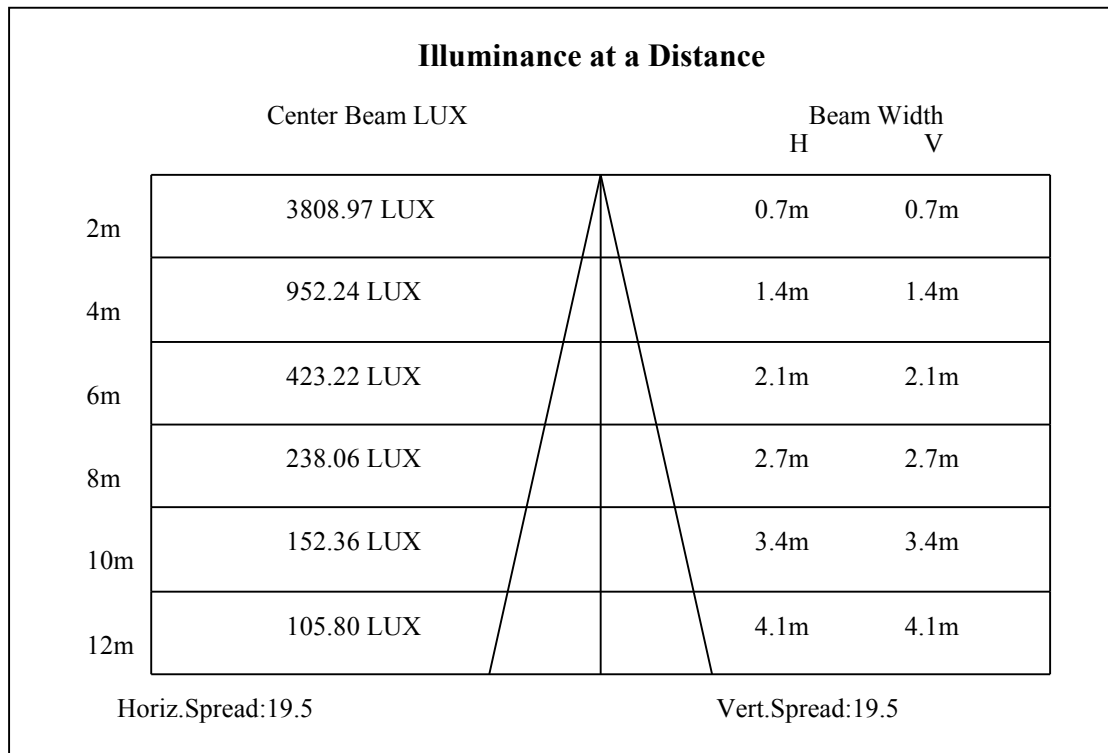 Illuminance at a Distance
Center Beam LUX Beam Width
H V
3808.97 LUX 0.7m 0.7m
2m
952.24 LUX 1.4m 1.4m
4m
423.22 LUX 2.1m 2.1m
6m
238.06 LUX 2.7m 2.7m
8m
152.36 LUX 3.4m 3.4m
10m
105.80 LUX 4.1m 4.1m
12m
Horiz.Spread:19.5 Vert.Spread:19.5